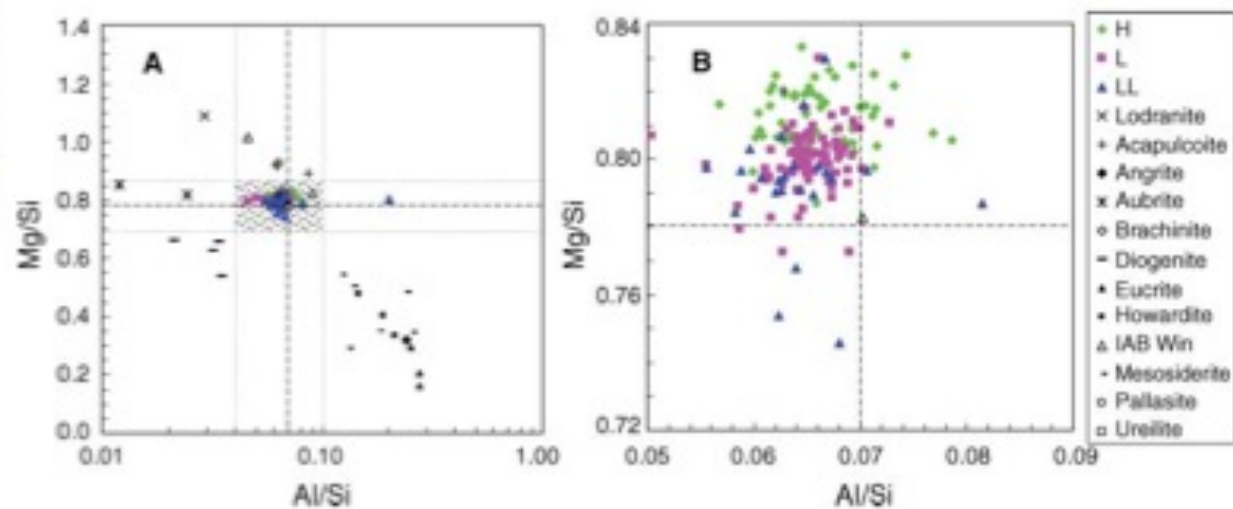 A
Mg/Si
1.4
1.2
1.0
0.8
0.6
0.4
0.2
0.0
0.01
0.10
1.00
Al/Si
B
Mg/Si
0.84
0.80
0.76
0.72
0.05
0.06
0.07
0.08
0.09
Al/Si
H
L
LL
Lodranite
Acapulcoite
Angrite
Aubrite
Brachinite
Diogenite
Eucrite
Howardite
IAB Win
Mesosiderite
Pallasite
Ureilite